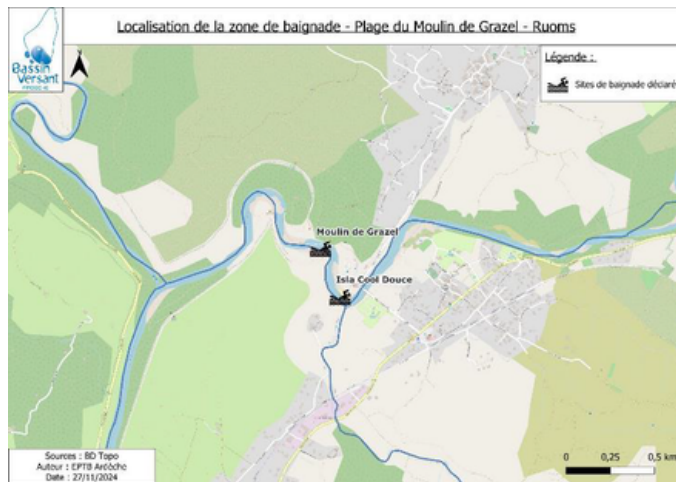 Bassin
Versant
Localisation de la zone de baignade - Plage du Moulin de Grazel - Ruoms
Légende :
Sites de baignade déclaré
Moulin de Grazel
Isla Cool Douce
Sources : BD Topo
Auteur : EPTB Ardèche
Date : 27/11/2024
0 0,25 0,5 km